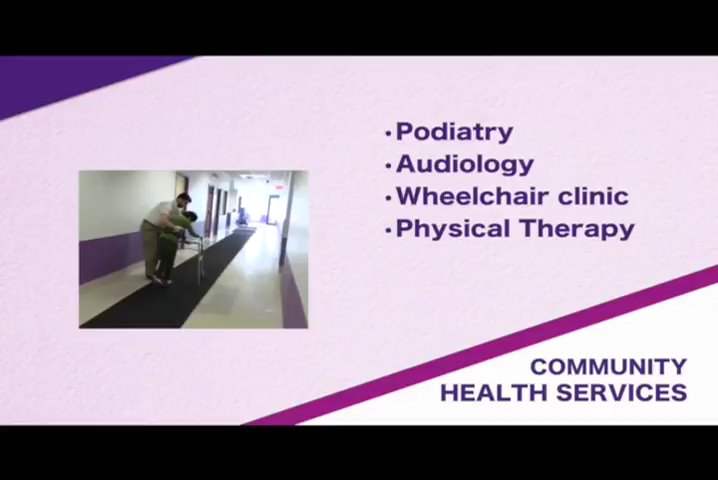 •Podiatry
•Audiology
•Wheelchair clinic
•Physical Therapy
COMMUNITY
HEALTH SERVICES